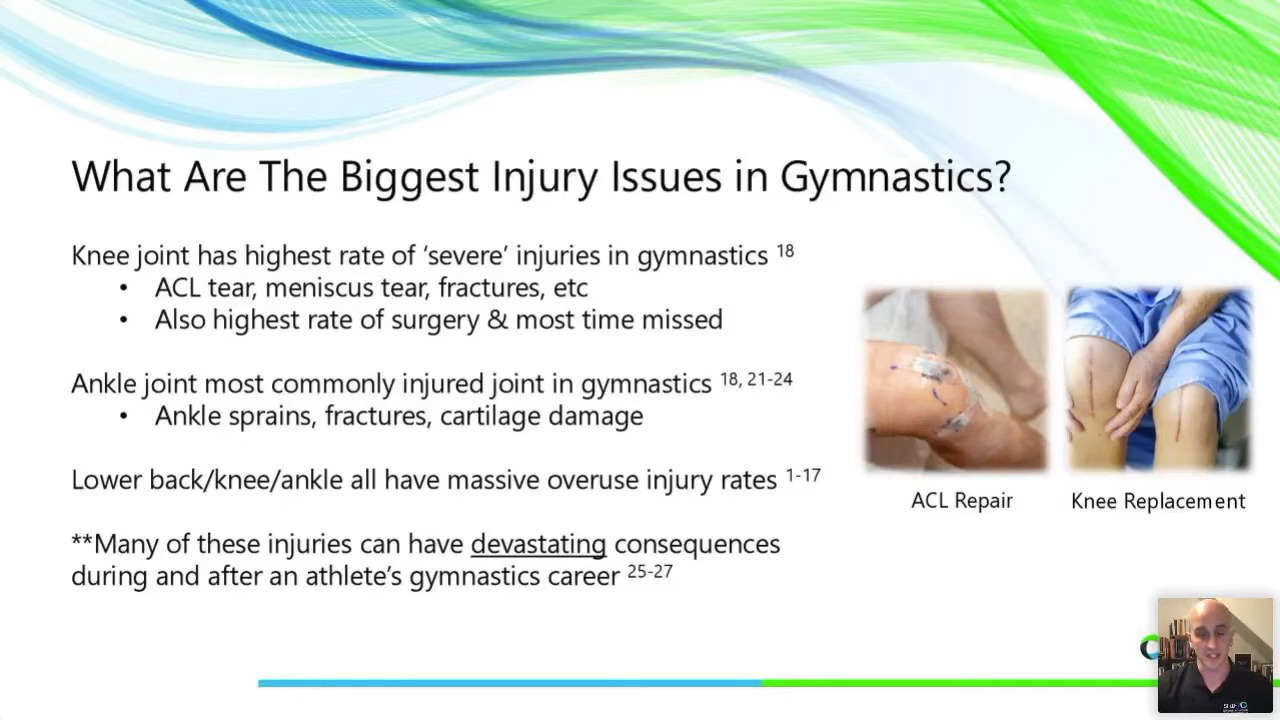 What Are The Biggest Injury Issues in Gymnastics?
Knee joint has highest rate of ‘severe’ injuries in gymnastics 18
• ACL tear, meniscus tear, fractures, etc
• Also highest rate of surgery & most time missed
Ankle joint most commonly injured joint in gymnastics 18, 21-24
• Ankle sprains, fractures, cartilage damage
Lower back/knee/ankle all have massive overuse injury rates 1-17
**Many of these injuries can have devastating consequences
during and after an athlete’s gymnastics career 25-27
ACL Repair
Knee Replacement